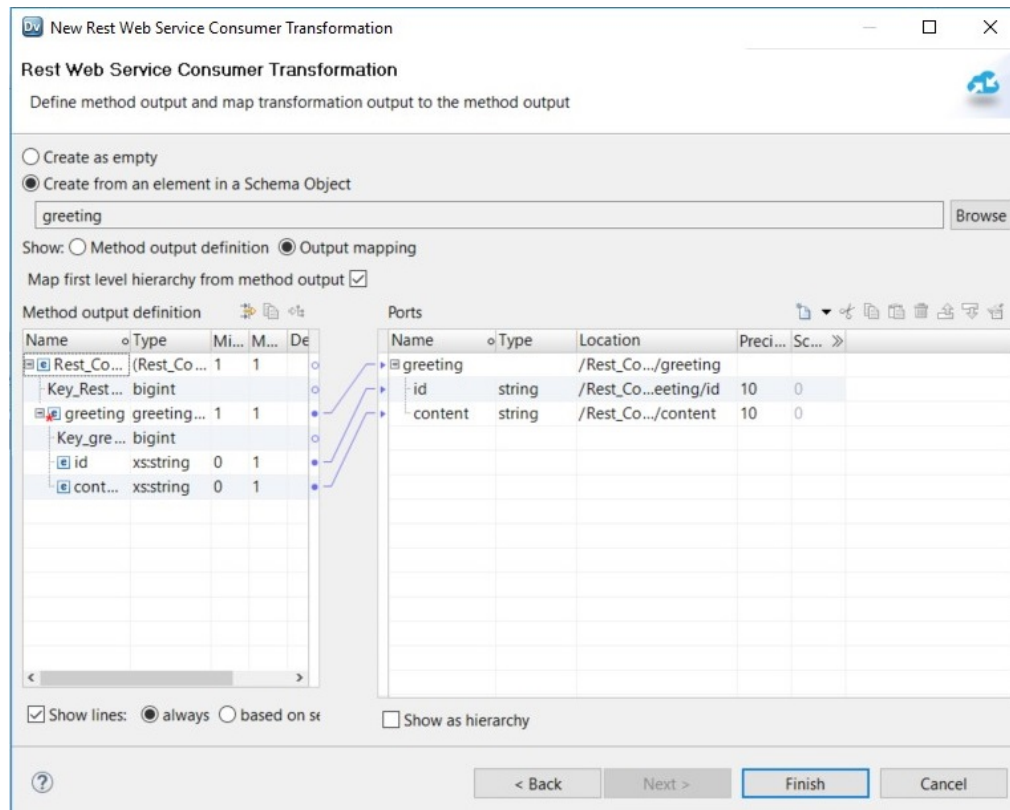 Dv New Rest Web Service Consumer Transformation
Rest Web Service Consumer Transformation
Define method output and map transformation output to the method output
Create as empty
Create from an element in a Schema Object
greeting Browse
Show: Method output definition Output mapping
Map first level hierarchy from method output
Method output definition Ports
Name Type Mi... M... De Name Type Location Preci... Sc...
Rest_Co... (Rest_Co... 1 1 greeting /Rest_Co.../greeting
Key_Rest... bigint id string /Rest_Co...eeting/id 10 0
greeting greeting... 1 1 content string /Rest_Co.../content 10 0
Key_gre... bigint
id xs:string 0 1
cont... xs:string 0 1
Show lines: always based on se Show as hierarchy
< Back Next > Finish Cancel